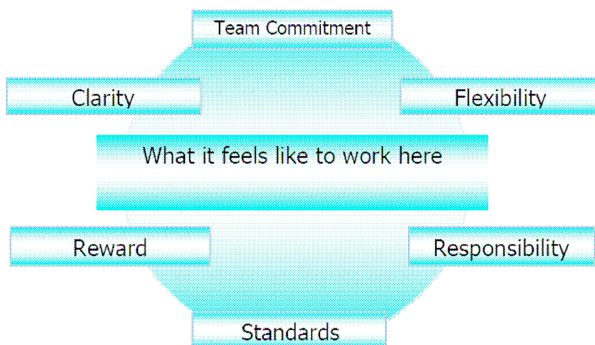 Team Commitment
Clarity
Flexibility
What it feels like to work here
Reward
Responsibility
Standards